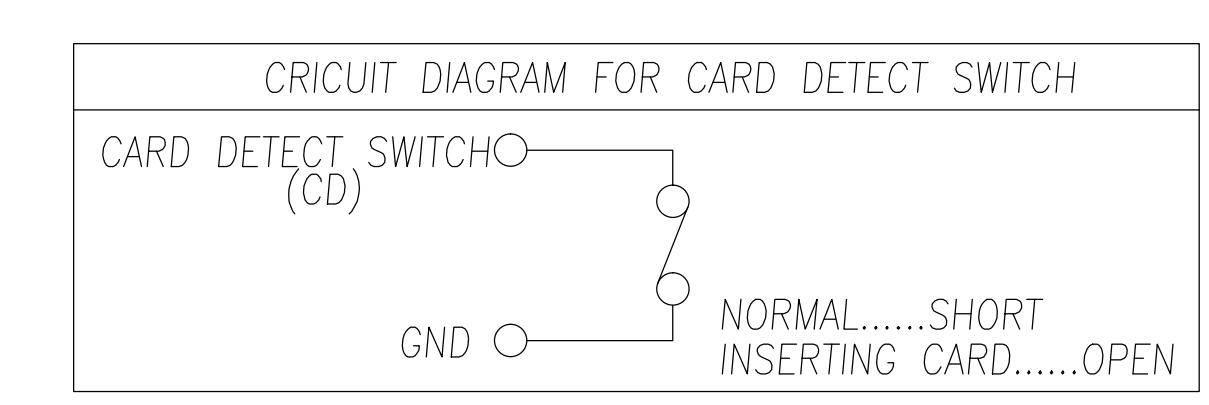 CRICUIT DIAGRAM FOR CARD DETECT SWITCH
CARD DETECT SWITCH
(CD)
GND
NORMAL......SHORT
INSERTING CARD......OPEN